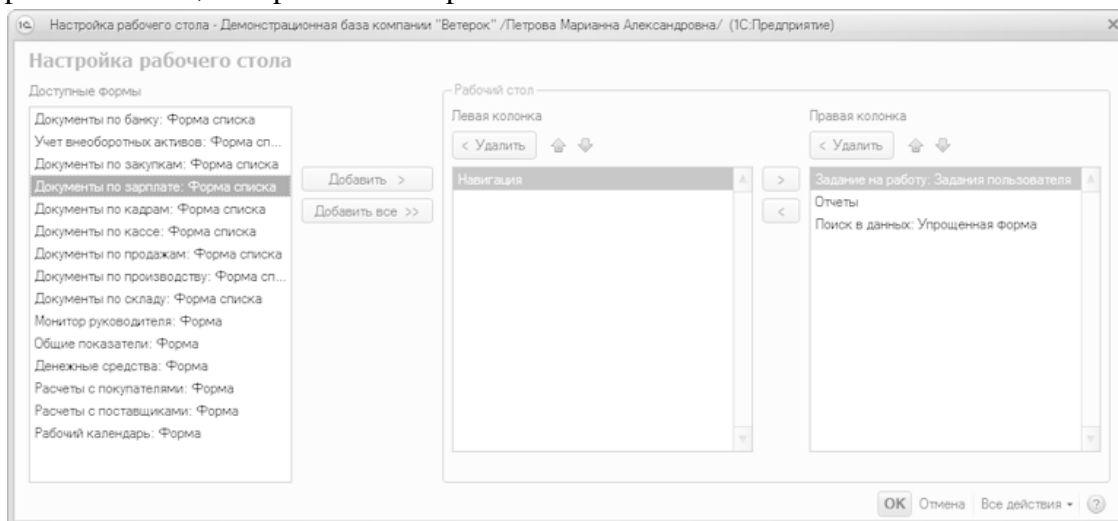 Настройка рабочего стола - Демонстрационная база компании "Ветерок" /Петрова Марианна Александровна/ (1С:Предприятие)
Настройка рабочего стола
Доступные формы
Документы по банку: Форма списка
Учет внеоборотных активов: Форма сп...
Документы по закупкам: Форма списка
Документы по зарплате: Форма списка
Документы по кадрам: Форма списка
Документы по кассе: Форма списка
Документы по продажам: Форма списка
Документы по производству: Форма сп...
Документы по складу: Форма списка
Монитор руководителя: Форма
Общие показатели: Форма
Денежные средства: Форма
Расчеты с покупателями: Форма
Расчеты с поставщиками: Форма
Рабочий календарь: Форма
Добавить >
Добавить все >>
Рабочий стол
Левая колонка
< Удалить
Навигация
>
<
Правая колонка
< Удалить
Задание на работу: Задания пользователя
Отчеты
Поиск в данных: Упрощенная форма
OK Отмена Все действия ?